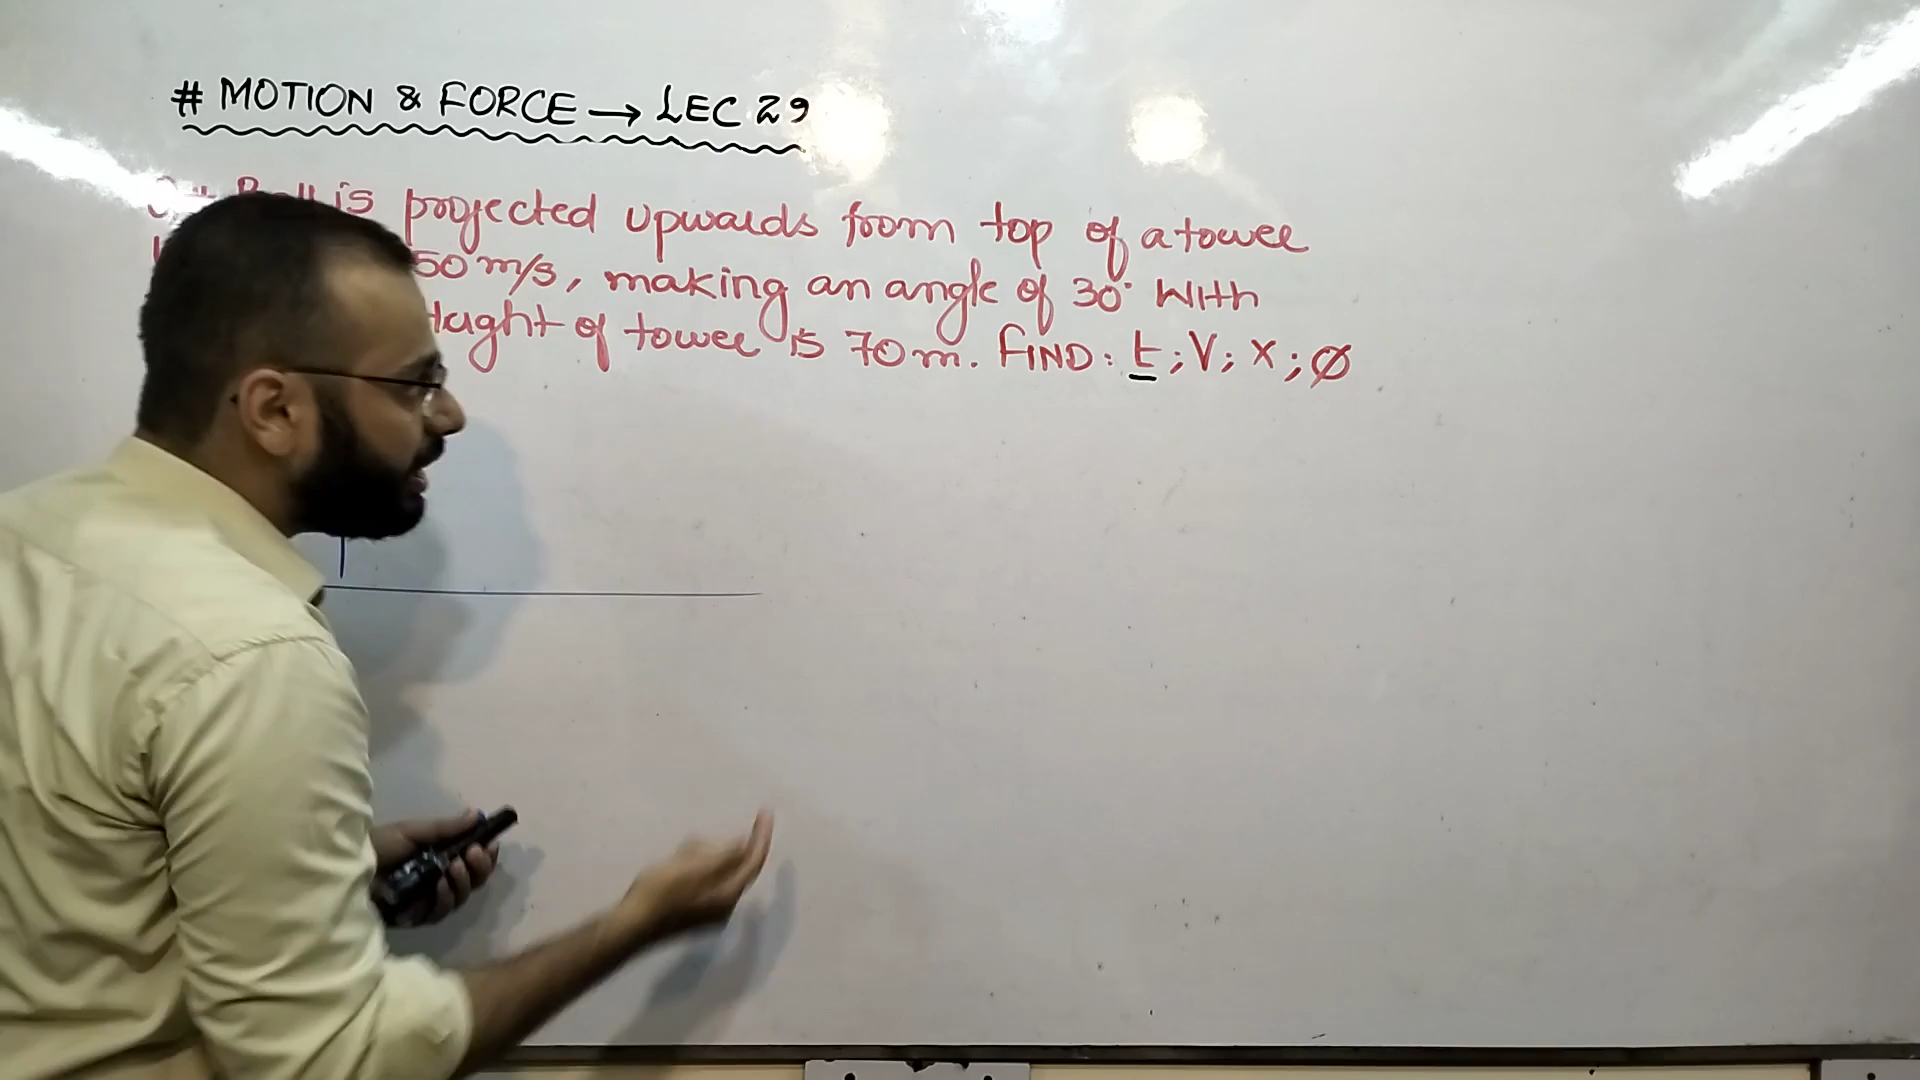 # MOTION & FORCE → LEC 29
is projected upwards from top of a tower
50 m/s, making an angle of 30° with
Height of tower is 70 m. FIND: t; V; X; Ø